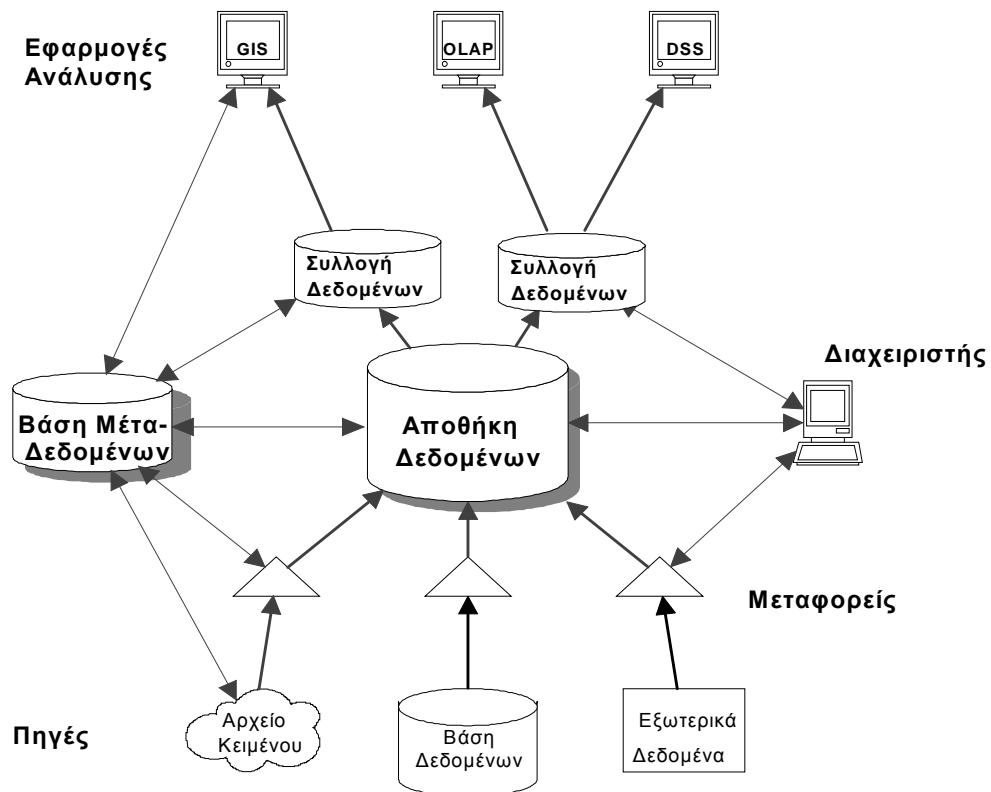 Εφαρμογές
Ανάλυσης
GIS
OLAP
DSS
Συλλογή
Δεδομένων
Συλλογή
Δεδομένων
Διαχειριστής
Βάση Μέτα-
Δεδομένων
Αποθήκη
Δεδομένων
Μεταφορείς
Πηγές
Αρχείο
Κειμένου
Βάση
Δεδομένων
Εξωτερικά
Δεδομένα